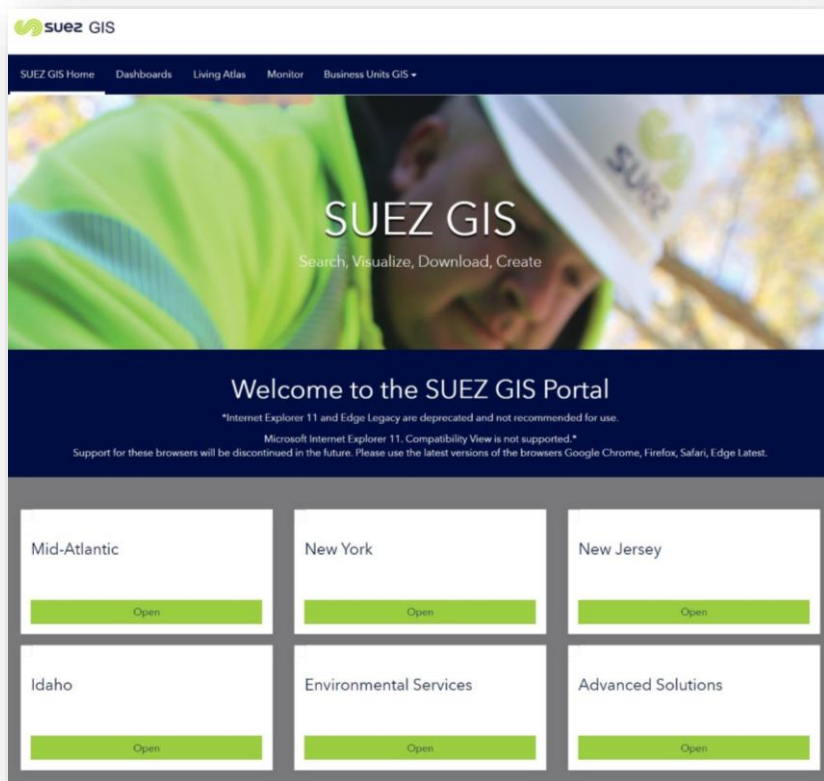 suez GIS
SUEZ GIS Home Dashboards Living Atlas Monitor Business Units GIS
suez
SUEZ GIS
Search, Visualize, Download, Create
Welcome to the SUEZ GIS Portal
*Internet Explorer 11 and Edge Legacy are deprecated and not recommended for use.
Microsoft Internet Explorer 11. Compatibility View is not supported.*
Support for these browsers will be discontinued in the future. Please use the latest versions of the browsers Google Chrome, Firefox, Safari, Edge Latest.
Mid-Atlantic New York New Jersey
Open Open Open
Idaho Environmental Services Advanced Solutions
Open Open Open